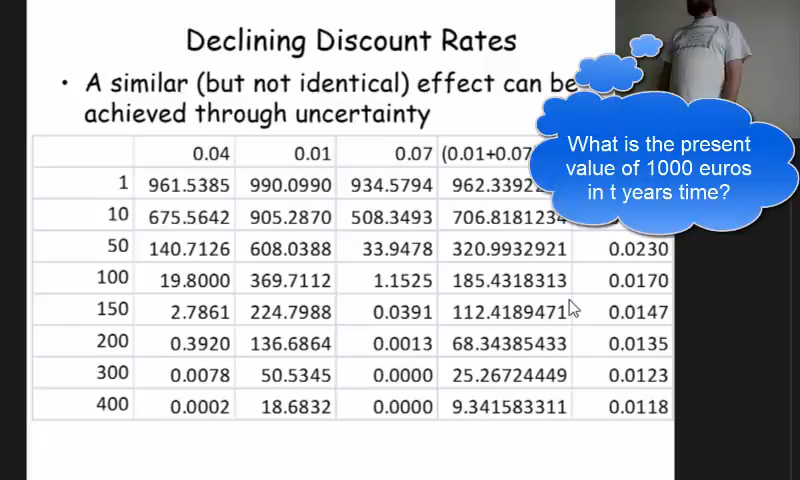 Declining Discount Rates
• A similar (but not identical) effect can be
achieved through uncertainty
What is the present
value of 1000 euros
in t years time?
0.04 0.01 0.07 (0.01+0.07)
1 961.5385 990.0990 934.5794 962.3392
10 675.5642 905.2870 508.3493 706.8181234
50 140.7126 608.0388 33.9478 320.9932921 0.0230
100 19.8000 369.7112 1.1525 185.4318313 0.0170
150 2.7861 224.7988 0.0391 112.4189471 0.0147
200 0.3920 136.6864 0.0013 68.34385433 0.0135
300 0.0078 50.5345 0.0000 25.26724449 0.0123
400 0.0002 18.6832 0.0000 9.341583311 0.0118